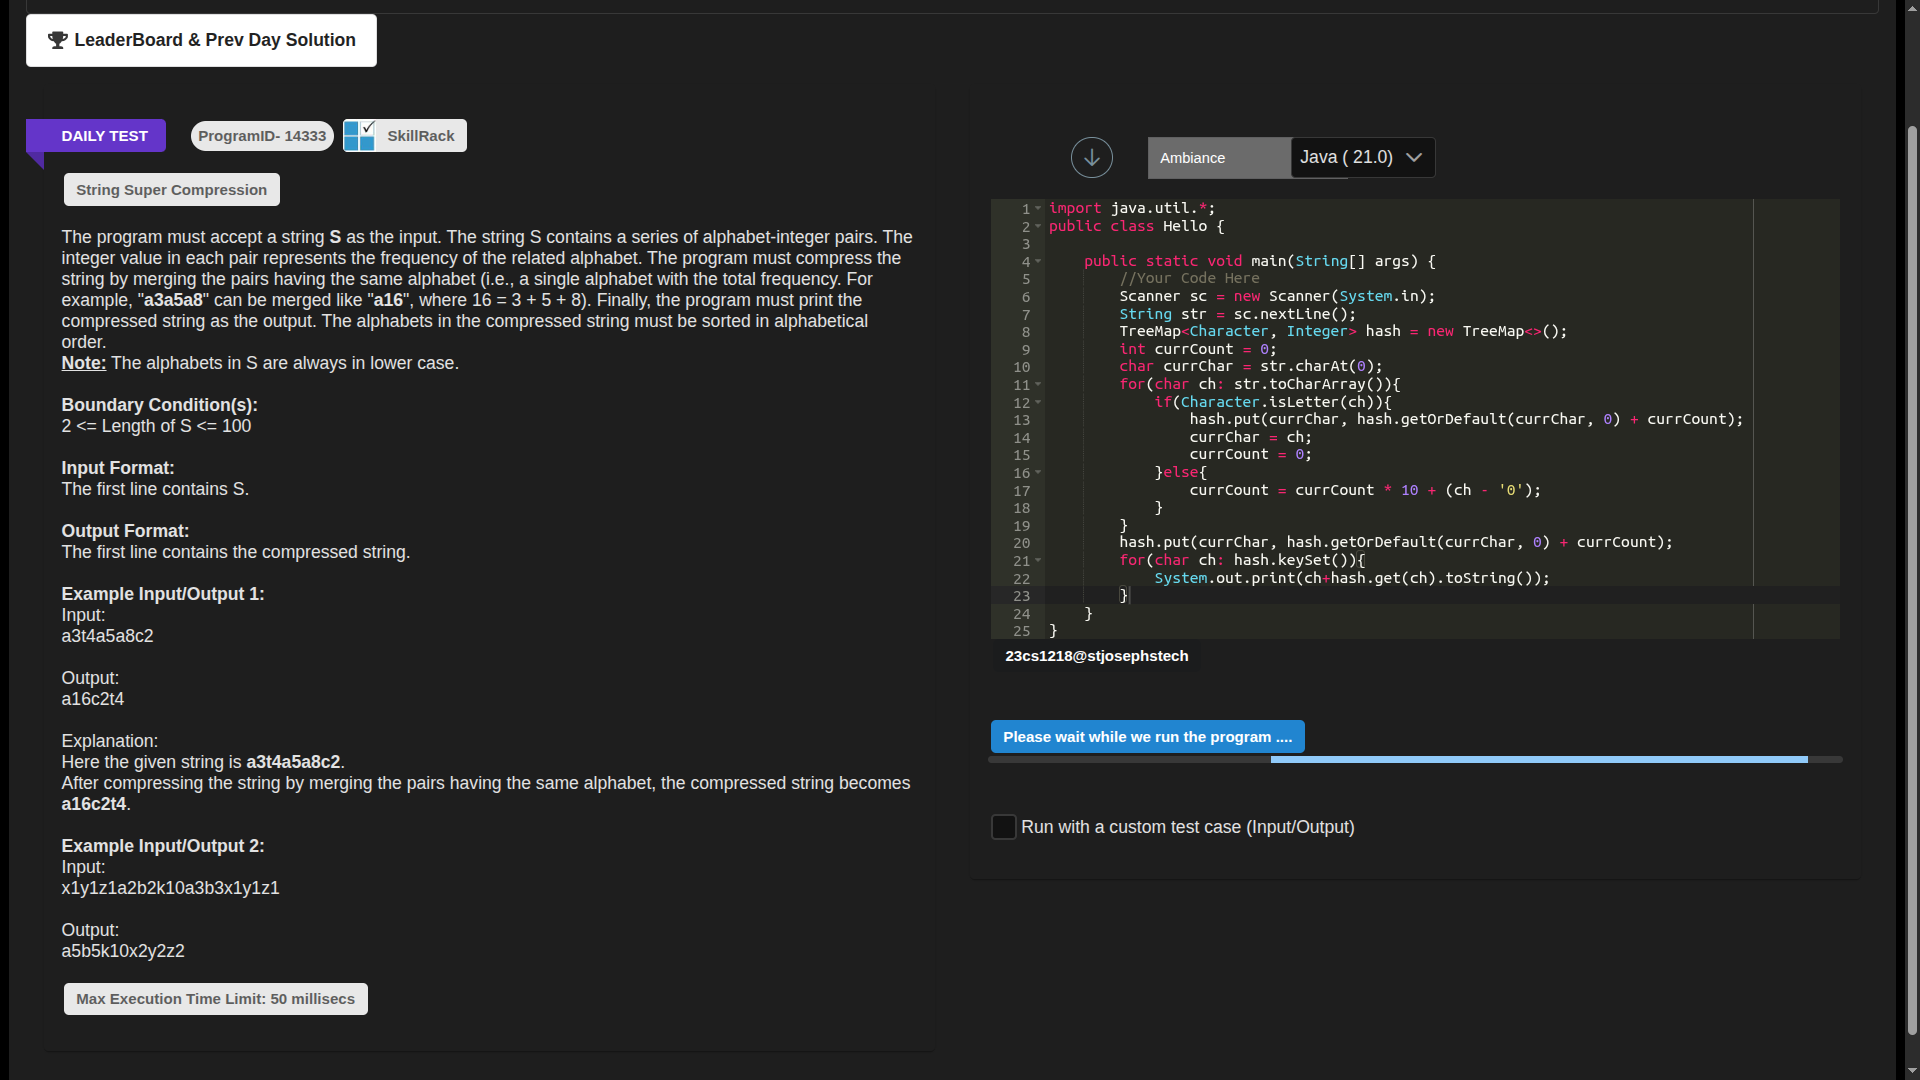 LeaderBoard & Prev Day Solution
DAILY TEST
ProgramID- 14333
SkillRack
String Super Compression
The program must accept a string S as the input. The string S contains a series of alphabet-integer pairs. The
integer value in each pair represents the frequency of the related alphabet. The program must compress the
string by merging the pairs having the same alphabet (i.e., a single alphabet with the total frequency. For
example, "a3a5a8" can be merged like "a16", where 16 = 3 + 5 + 8). Finally, the program must print the
compressed string as the output. The alphabets in the compressed string must be sorted in alphabetical
order.
Note: The alphabets in S are always in lower case.
Boundary Condition(s):
2 <= Length of S <= 100
Input Format:
The first line contains S.
Output Format:
The first line contains the compressed string.
Example Input/Output 1:
Input:
a3t4a5a8c2
Output:
a16c2t4
Explanation:
Here the given string is a3t4a5a8c2.
After compressing the string by merging the pairs having the same alphabet, the compressed string becomes
a16c2t4.
Example Input/Output 2:
Input:
x1y1z1a2b2k10a3b3x1y1z1
Output:
a5b5k10x2y2z2
Max Execution Time Limit: 50 millisecs
Ambiance
Java ( 21.0)
1 import java.util.*;
2 public class Hello {
3
4     public static void main(String[] args) {
5         //Your Code Here
6         Scanner sc = new Scanner(System.in);
7         String str = sc.nextLine();
8         TreeMap<Character, Integer> hash = new TreeMap<>();
9         int currCount = 0;
10         char currChar = str.charAt(0);
11         for(char ch: str.toCharArray()){
12             if(Character.isLetter(ch)){
13                 hash.put(currChar, hash.getOrDefault(currChar, 0) + currCount);
14                 currChar = ch;
15                 currCount = 0;
16             }else{
17                 currCount = currCount * 10 + (ch - '0');
18             }
19         }
20         hash.put(currChar, hash.getOrDefault(currChar, 0) + currCount);
21         for(char ch: hash.keySet()){
22             System.out.print(ch+hash.get(ch).toString());
23         }
24     }
25 }
23cs1218@stjosephstech
Please wait while we run the program ....
Run with a custom test case (Input/Output)